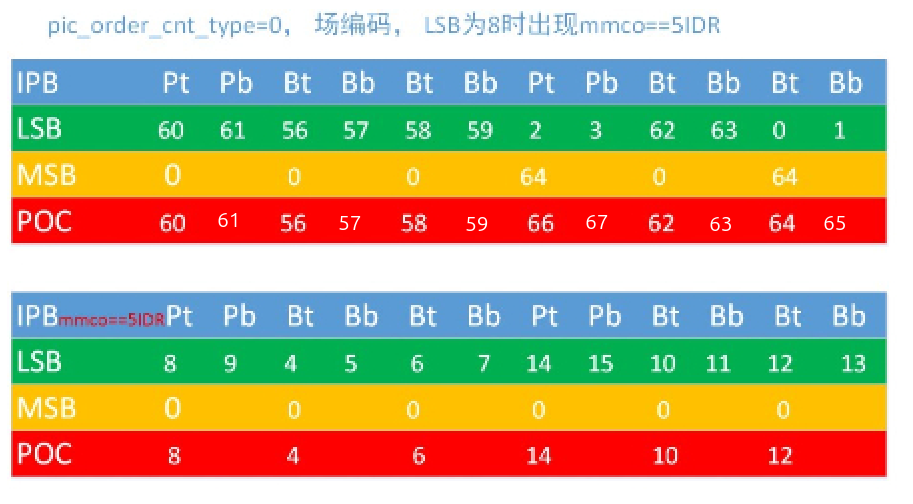 pic_order_cnt_type=0， 场编码， LSB为8时出现mmco==5IDR
IPB Pt Pb Bt Bb Bt Bb Pt Pb Bt Bb Bt Bb
LSB 60 61 56 57 58 59 2 3 62 63 0 1
MSB 0 0 0 64 0 64
POC 60 61 56 57 58 59 66 67 62 63 64 65
IPBmmco==5IDRPt Pb Bt Bb Bt Bb Pt Pb Bt Bb Bt Bb
LSB 8 9 4 5 6 7 14 15 10 11 12 13
MSB 0 0 0 0 0 0
POC 8 4 6 14 10 12